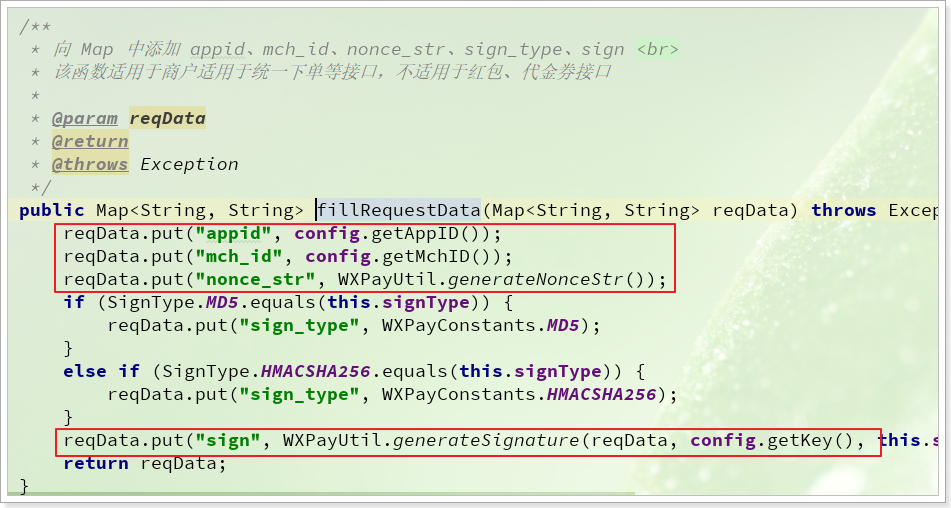 /**
 * 向 Map 中添加 appid、mch_id、nonce_str、sign_type、sign <br>
 * 该函数适用于商户适用于统一下单等接口，不适用于红包、代金券接口
 *
 * @param reqData
 * @return
 * @throws Exception
 */
public Map<String, String> fillRequestData(Map<String, String> reqData) throws Excep
    reqData.put("appid", config.getAppID());
    reqData.put("mch_id", config.getMchID());
    reqData.put("nonce_str", WXPayUtil.generateNonceStr());
    if (SignType.MD5.equals(this.signType)) {
        reqData.put("sign_type", WXPayConstants.MD5);
    }
    else if (SignType.HMACSHA256.equals(this.signType)) {
        reqData.put("sign_type", WXPayConstants.HMACSHA256);
    }
    reqData.put("sign", WXPayUtil.generateSignature(reqData, config.getKey(), this.s
    return reqData;
}